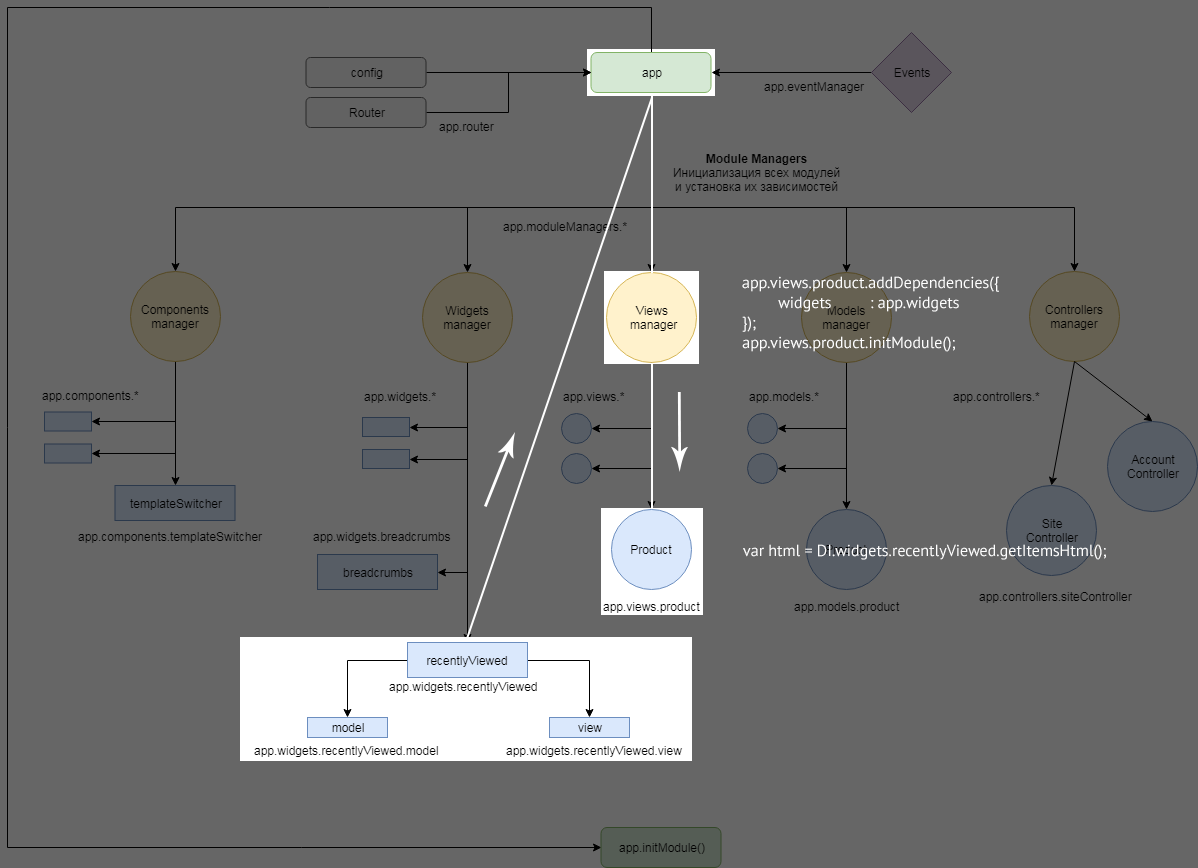 config
app
Events
app.eventManager
Router
app.router
Module Managers
Инициализация всех модулей
и установка их зависимостей
app.moduleManagers.*
Components
manager
Widgets
manager
Views
manager
Models
manager
Controllers
manager
app.views.product.addDependencies({
widgets : app.widgets
});
app.views.product.initModule();
app.components.*
app.widgets.*
app.views.*
app.models.*
app.controllers.*
Account
Controller
templateSwitcher
app.components.templateSwitcher
app.widgets.breadcrumbs
breadcrumbs
Product
app.views.product
Site
Controller
var html = DI.widgets.recentlyViewed.getItemsHtml();
app.models.product
app.controllers.siteController
recentlyViewed
app.widgets.recentlyViewed
model
view
app.widgets.recentlyViewed.model
app.widgets.recentlyViewed.view
app.initModule()